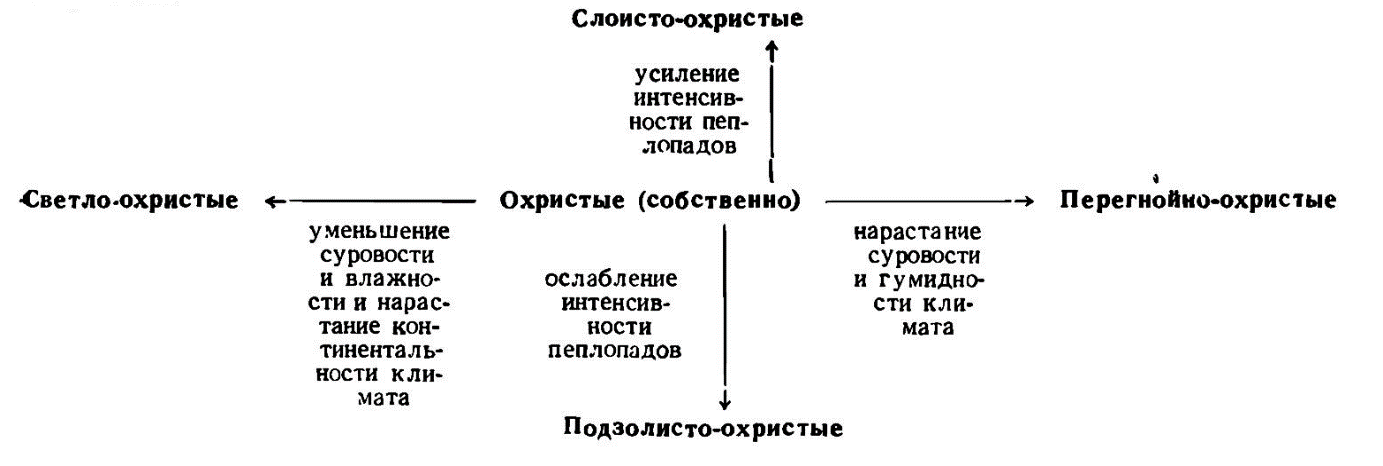 Слоисто-охристые
усиление
интенсив-
ности пеп-
лопадов
Светло-охристые
Охристые (собственно)
Перегнойно-охристые
уменьшение
суровости
и влажно-
сти и нарас-
тание кон-
тиненталь-
ности кли-
мата
ослабление
интенсив-
ности
пеплопадов
нарастание
суровости
и гумидно-
сти кли-
мата
Подзолисто-охристые